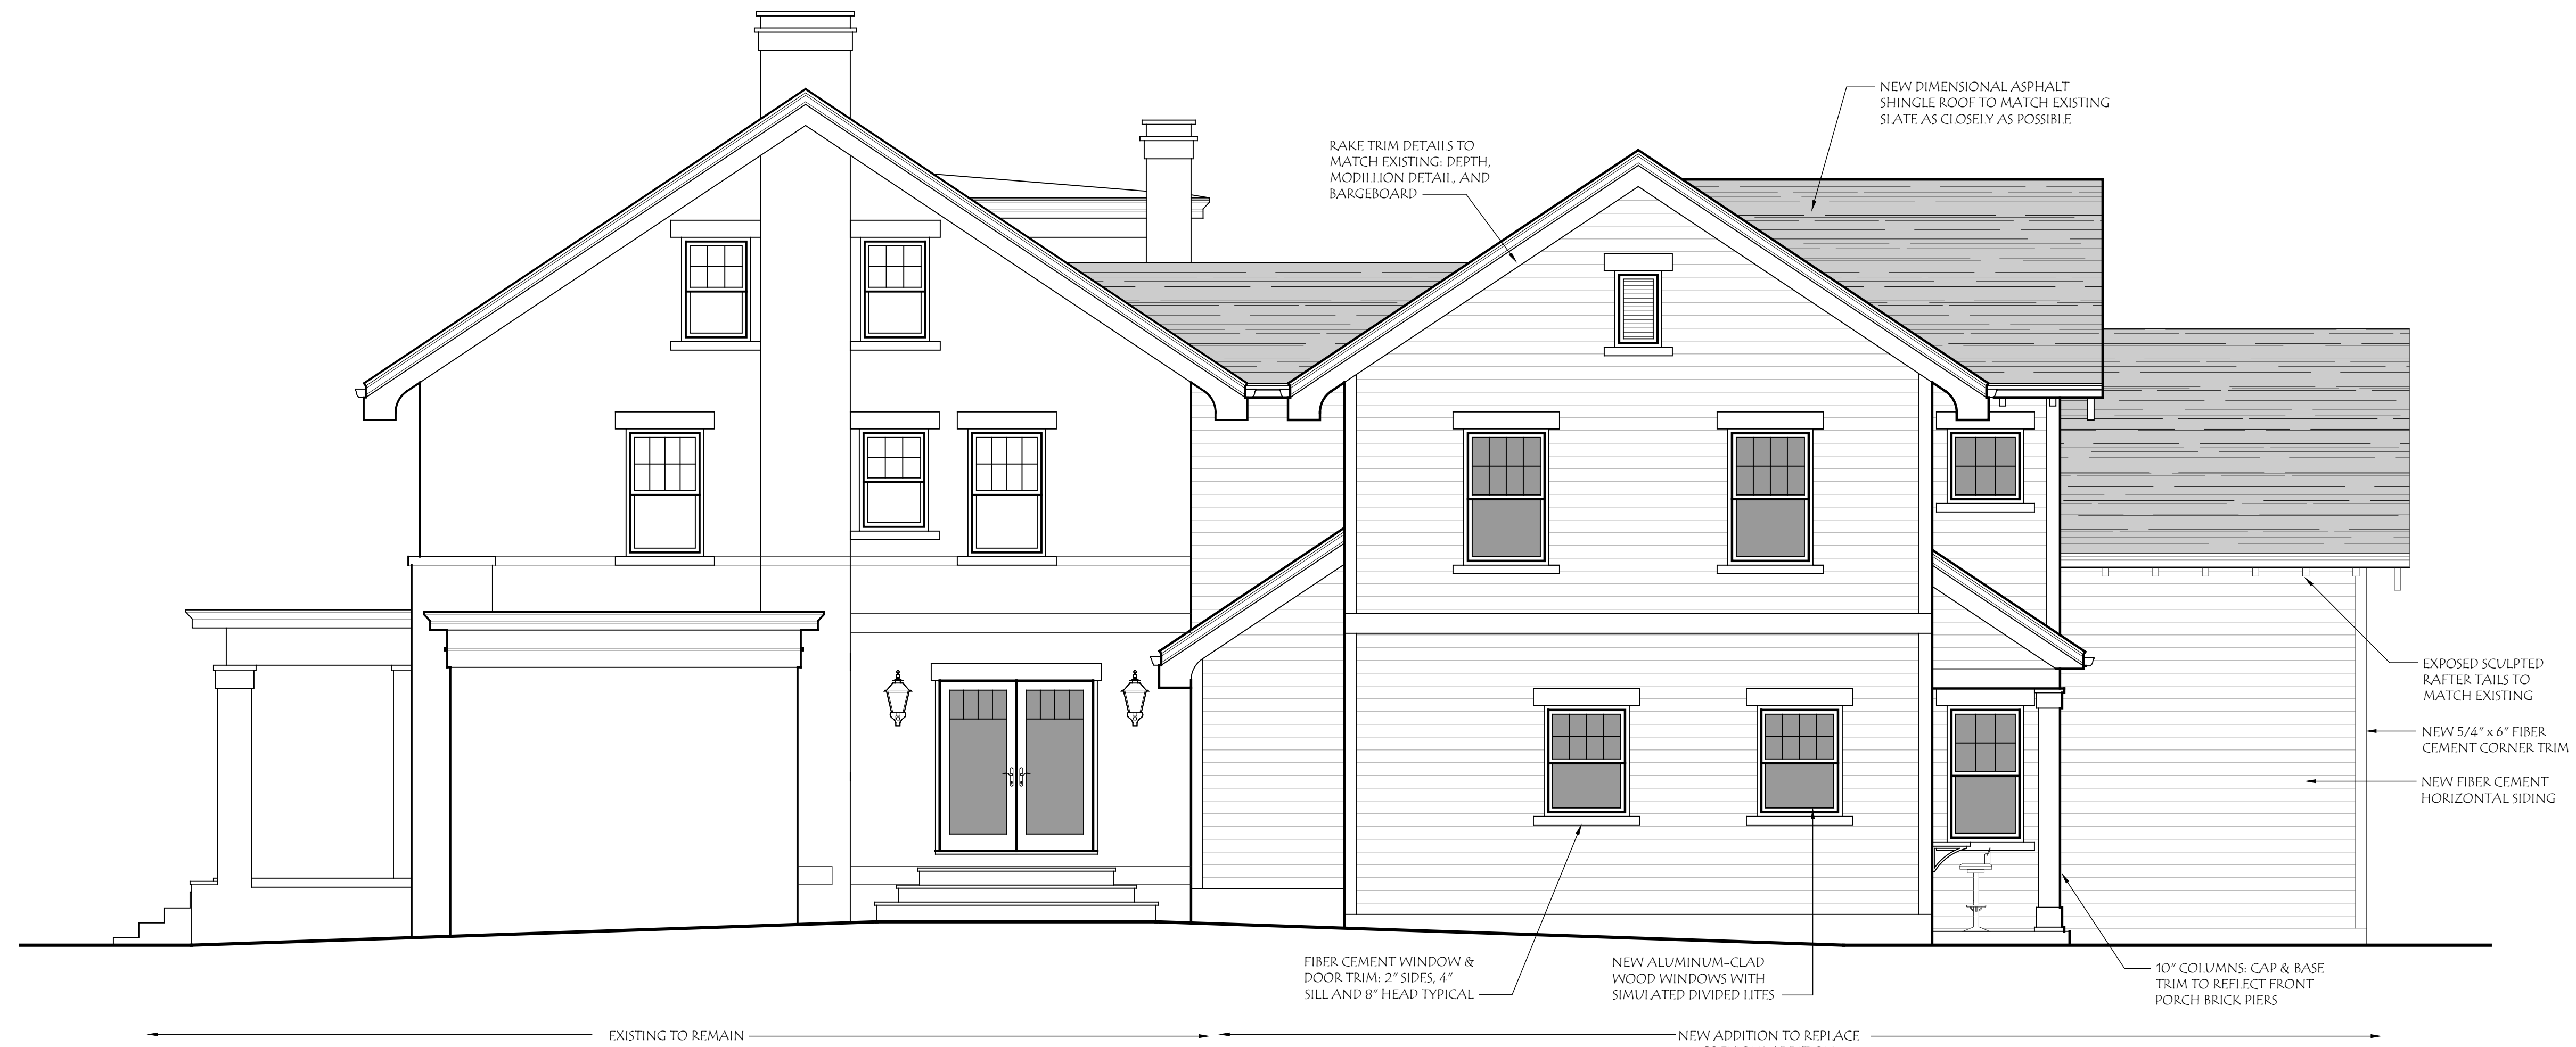 NEW DIMENSIONAL ASPHALT
SHINGLE ROOF TO MATCH EXISTING
SLATE AS CLOSELY AS POSSIBLE
RAKE TRIM DETAILS TO
MATCH EXISTING: DEPTH,
MODILLION DETAIL, AND
BARGEBOARD
EXPOSED SCULPTED
RAFTER TAILS TO
MATCH EXISTING
NEW 5/4" x 6" FIBER
CEMENT CORNER TRIM
NEW FIBER CEMENT
HORIZONTAL SIDING
FIBER CEMENT WINDOW &
DOOR TRIM: 2" SIDES, 4"
SILL AND 8" HEAD TYPICAL
NEW ALUMINUM-CLAD
WOOD WINDOWS WITH
SIMULATED DIVIDED LITES
10" COLUMNS: CAP & BASE
TRIM TO REFLECT FRONT
PORCH BRICK PIERS
EXISTING TO REMAIN
NEW ADDITION TO REPLACE